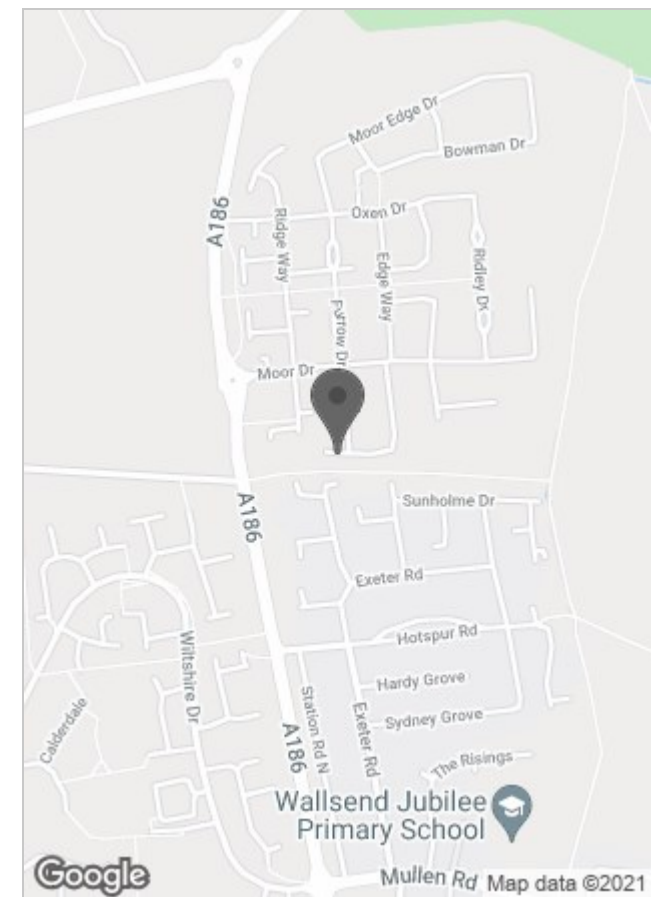 Moor Edge Dr
Bowman Dr
Oxen Dr
A186
Ridge Way
Edge Way
Ridley Dr
Furrow Dr
Moor Dr
A186
Sunholme Dr
Exeter Rd
Hotspur Rd
Wiltshire Dr
Hardy Grove
Station Rd N
Exeter Rd
Sydney Grove
Calderdale
A186
The Risings
Wallsend Jubilee
Primary School
Mullen Rd
Google
Map data ©2021